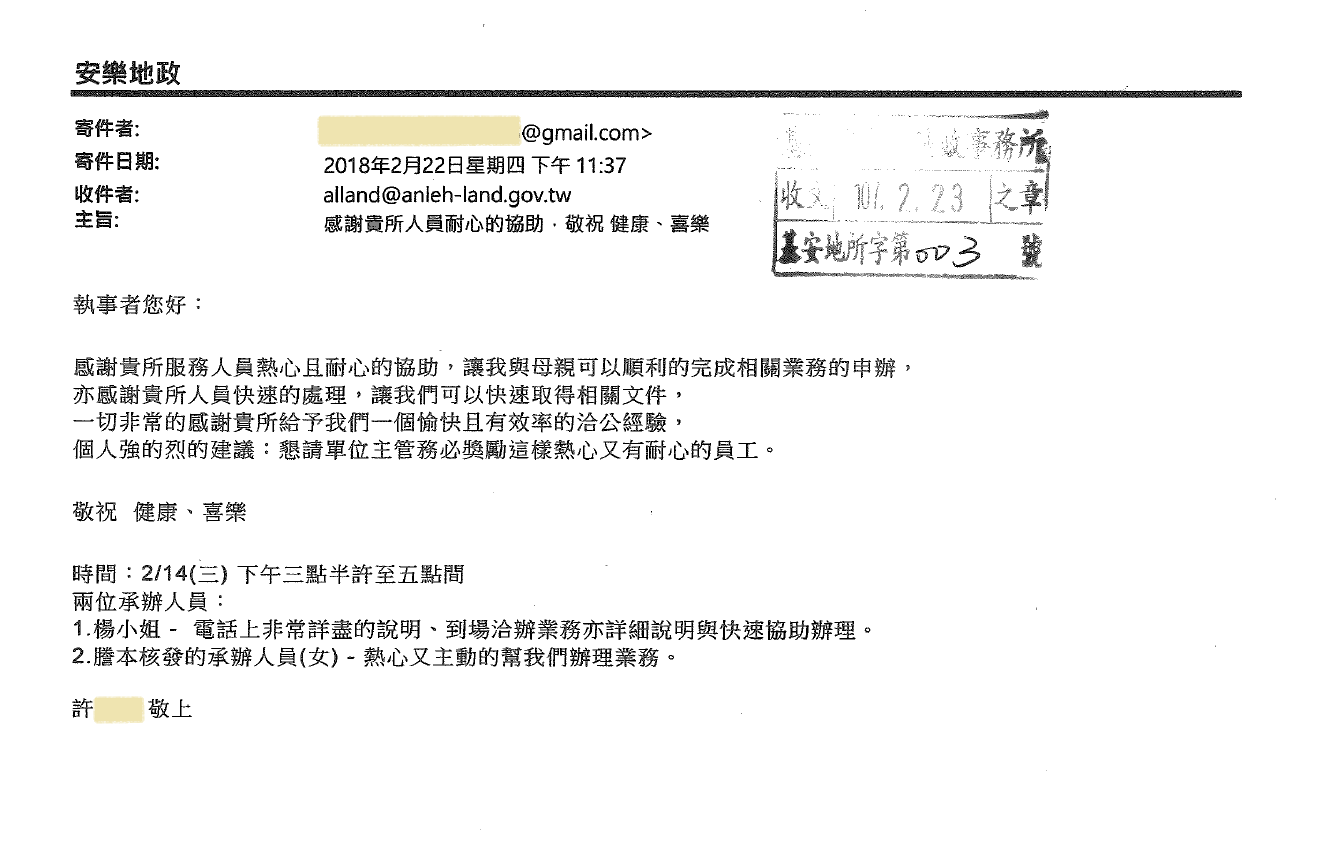 安樂地政
寄件者: @gmail.com>
寄件日期: 2018年2月22日星期四 下午 11:37
收件者: alland@anleh-land.gov.tw
主旨: 感謝貴所人員耐心的協助，敬祝 健康、喜樂
基 政事務所
收文 107.2.23 之章
基安地所字第003 號
執事者您好：
感謝貴所服務人員熱心且耐心的協助，讓我與母親可以順利的完成相關業務的申辦，
亦感謝貴所人員快速的處理，讓我們可以快速取得相關文件，
一切非常的感謝貴所給予我們一個愉快且有效率的洽公經驗，
個人強的烈的建議：懇請單位主管務必獎勵這樣熱心又有耐心的員工。
敬祝 健康、喜樂
時間：2/14(三) 下午三點半許至五點間
兩位承辦人員：
1.楊小姐 - 電話上非常詳盡的說明、到場洽辦業務亦詳細說明與快速協助辦理。
2.謄本核發的承辦人員(女) - 熱心又主動的幫我們辦理業務。
許 敬上